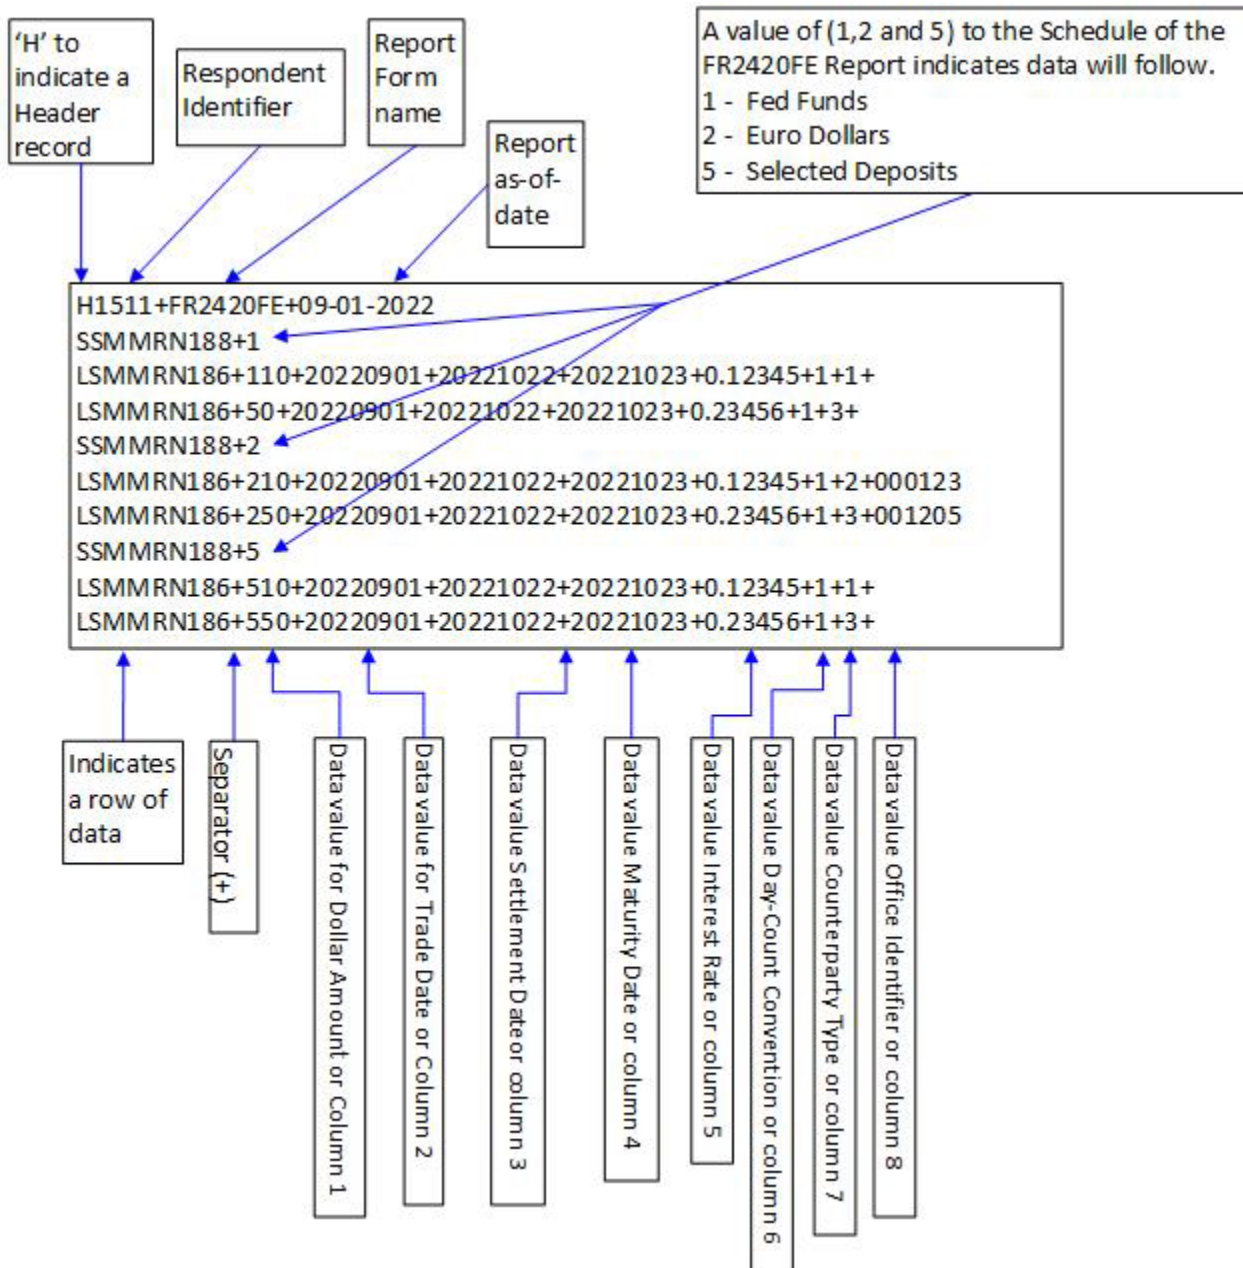 ‘H’ to
indicate a
Header
record
Respondent
Identifier
Report
Form
name
Report
as-of-
date
A value of (1,2 and 5) to the Schedule of the
FR2420FE Report indicates data will follow.
1 - Fed Funds
2 - Euro Dollars
5 - Selected Deposits
H1511+FR2420FE+09-01-2022
SSMMRN188+1
LSMMRN186+110+20220901+20221022+20221023+0.12345+1+1+
LSMMRN186+50+20220901+20221022+20221023+0.23456+1+3+
SSMMRN188+2
LSMMRN186+210+20220901+20221022+20221023+0.12345+1+2+000123
LSMMRN186+250+20220901+20221022+20221023+0.23456+1+3+001205
SSMMRN188+5
LSMMRN186+510+20220901+20221022+20221023+0.12345+1+1+
LSMMRN186+550+20220901+20221022+20221023+0.23456+1+3+
Indicates
a row of
data
Separator (+)
Data value for Dollar Amount or Column 1
Data value for Trade Date or Column 2
Data value Settlement Date or column 3
Data value Maturity Date or column 4
Data value Interest Rate or column 5
Data value Day-Count Convention or column 6
Data value Counterparty Type or column 7
Data value Office Identifier or column 8